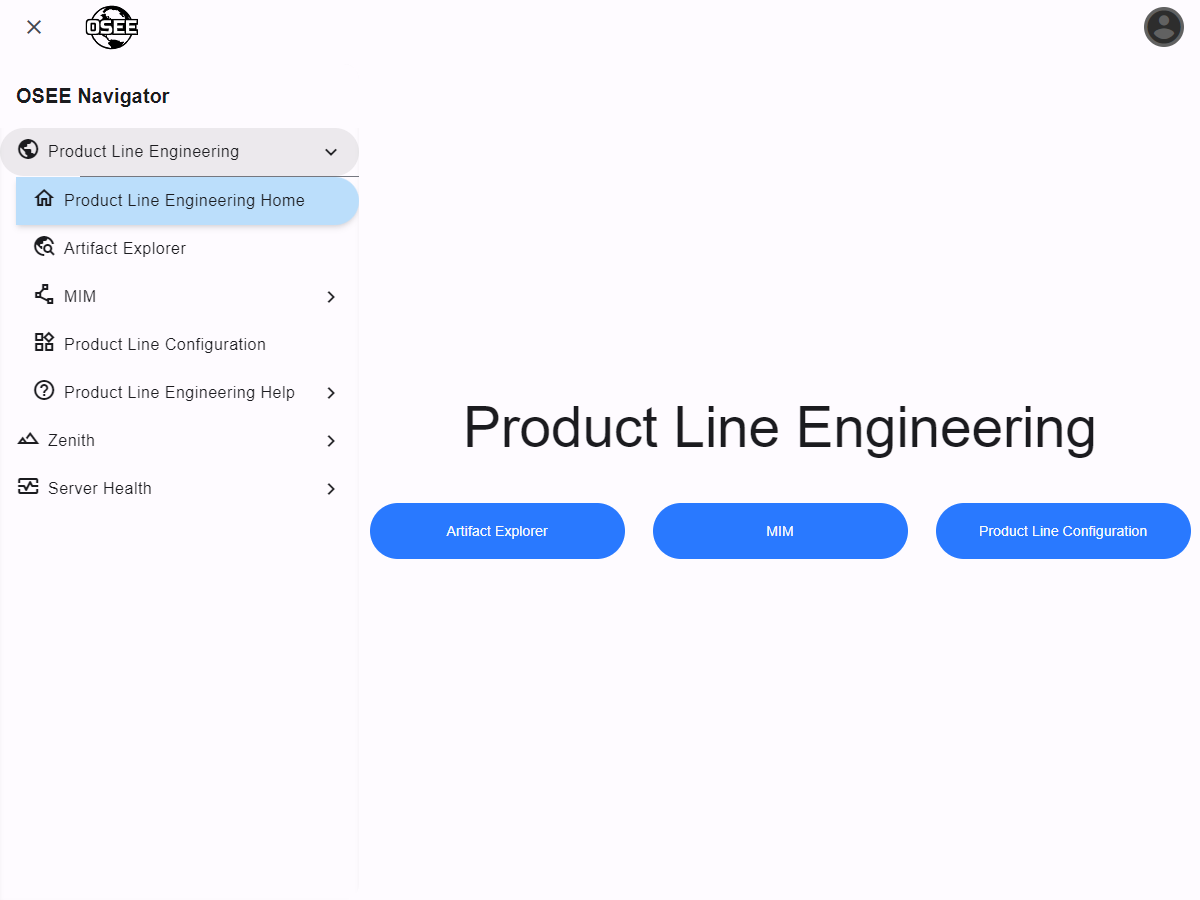 OSEE
OSEE Navigator
Product Line Engineering
Product Line Engineering Home
Artifact Explorer
MIM
Product Line Configuration
Product Line Engineering Help
Zenith
Server Health
Product Line Engineering
Artifact Explorer
MIM
Product Line Configuration